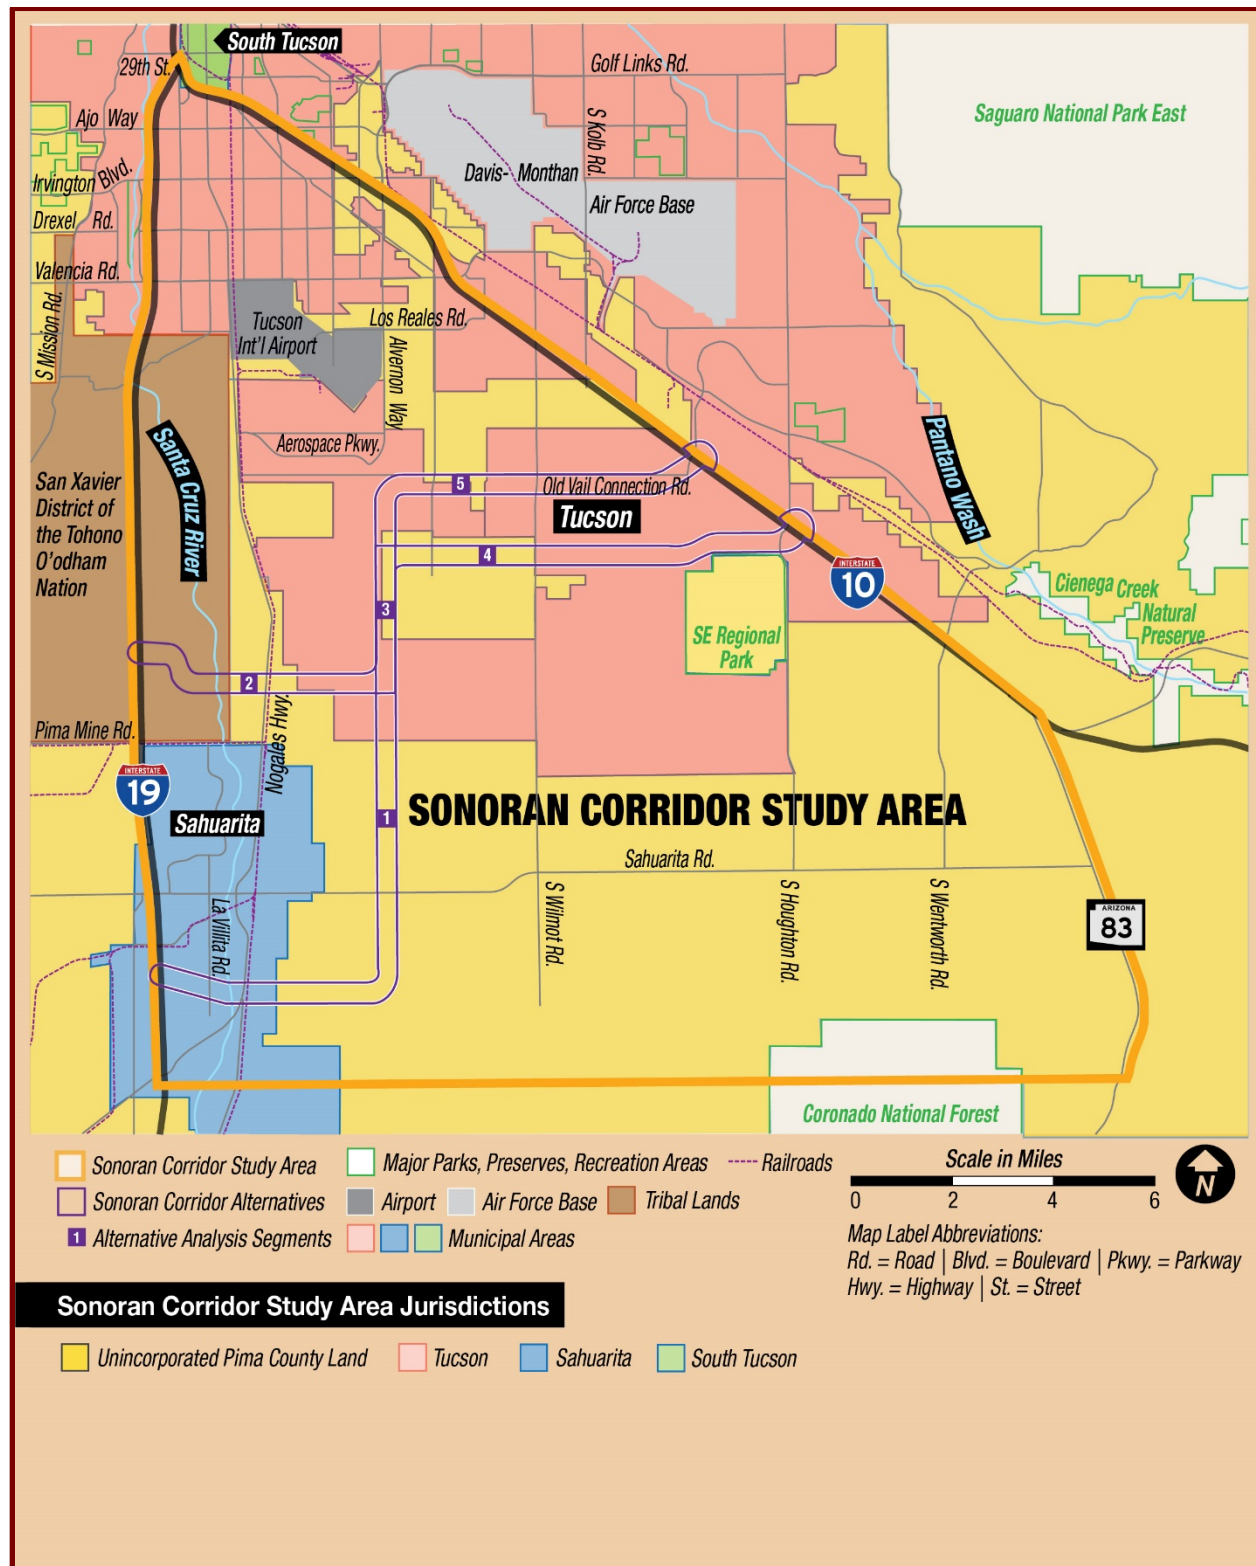 South Tucson
29th St.
Golf Links Rd.
Ajo Way
S Kolb Rd.
Saguaro National Park East
Irvington Blvd.
Davis- Monthan
Air Force Base
Drexel Rd.
Valencia Rd.
S Mission Rd.
Tucson
Int'l Airport
Los Reales Rd.
Alvernon Way
Santa Cruz River
Aerospace Pkwy.
Pantano Wash
San Xavier
District of
the Tohono
O'odham
Nation
5
Old Vail Connection Rd.
Tucson
4
INTERSTATE
10
3
Cienega Creek
Natural
Preserve
SE Regional
Park
2
Nogales Hwy.
Pima Mine Rd.
INTERSTATE
19
Sahuarita
1
SONORAN CORRIDOR STUDY AREA
Sahuarita Rd.
La Villita Rd.
S Wilmot Rd.
S Houghton Rd.
S Wentworth Rd.
ARIZONA
83
Coronado National Forest
Sonoran Corridor Study Area
Major Parks, Preserves, Recreation Areas
Railroads
Sonoran Corridor Alternatives
Airport
Air Force Base
Tribal Lands
1 Alternative Analysis Segments
Municipal Areas
Scale in Miles
0 2 4 6
N
Map Label Abbreviations:
Rd. = Road | Blvd. = Boulevard | Pkwy. = Parkway
Hwy. = Highway | St. = Street
Sonoran Corridor Study Area Jurisdictions
Unincorporated Pima County Land
Tucson
Sahuarita
South Tucson